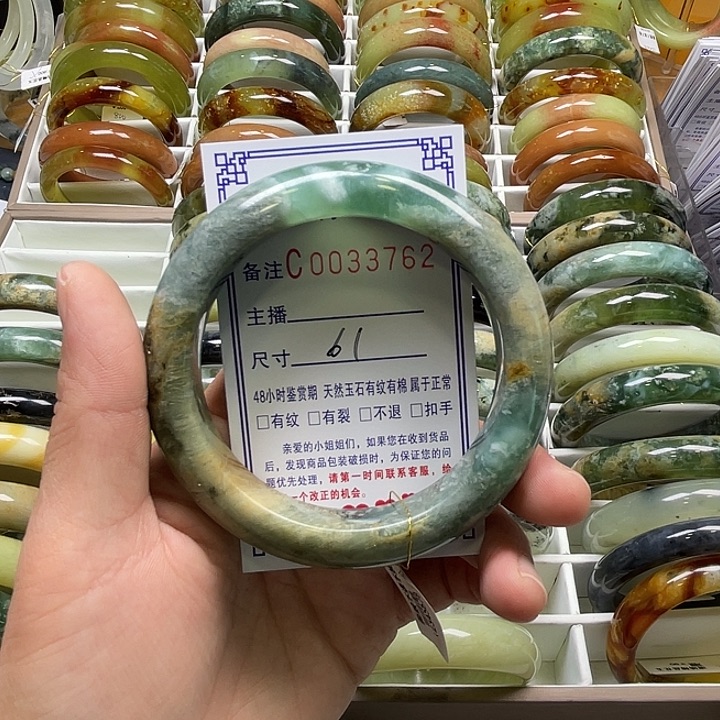 备注C0033762
主播
尺寸 61
48小时鉴赏期 天然玉石有纹有棉 属于正常
□有纹 □有裂 □不退 □扣手
亲爱的小姐姐们，如果您在收到货品
后，发现商品包装破损时，为保证您的问
题优先处理，请第一时间联系客服，给
一个改正的机会。